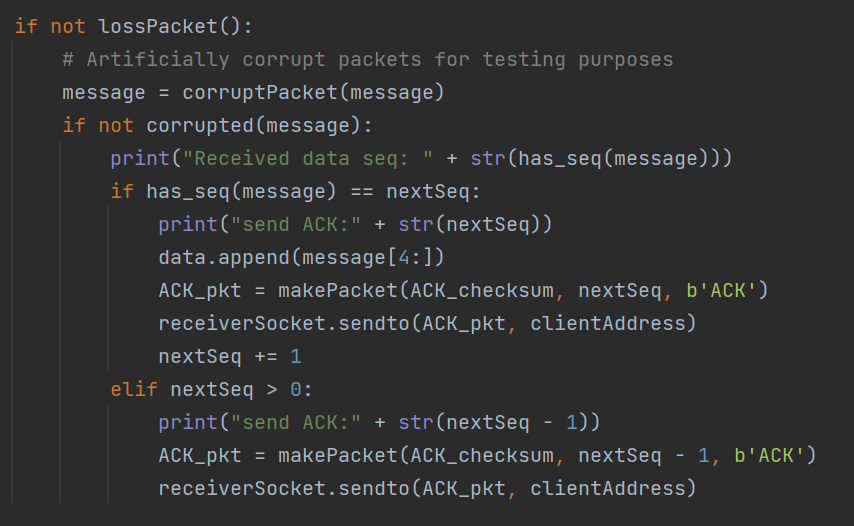 if not lossPacket():
    # Artificially corrupt packets for testing purposes
    message = corruptPacket(message)
    if not corrupted(message):
        print("Received data seq: " + str(has_seq(message)))
        if has_seq(message) == nextSeq:
            print("send ACK:" + str(nextSeq))
            data.append(message[4:])
            ACK_pkt = makePacket(ACK_checksum, nextSeq, b'ACK')
            receiverSocket.sendto(ACK_pkt, clientAddress)
            nextSeq += 1
        elif nextSeq > 0:
            print("send ACK:" + str(nextSeq - 1))
            ACK_pkt = makePacket(ACK_checksum, nextSeq - 1, b'ACK')
            receiverSocket.sendto(ACK_pkt, clientAddress)